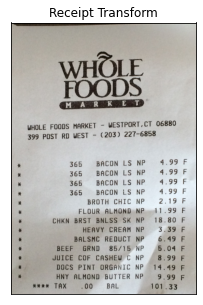 Receipt Transform
WHOLE
FOODS
MARKET
WHOLE FOODS MARKET - WESTPORT,CT 06880
399 POST RD WEST - (203) 227-6858
365 BACON LS NP 4.99 F
365 BACON LS NP 4.99 F
365 BACON LS NP 4.99 F
365 BACON LS NP 4.99 F
BROTH CHIC NP 2.19 F
FLOUR ALMOND NP 11.99 F
CHKN BRST BNLSS SK NP 18.80 F
HEAVY CREAM NP 3.39 F
BALSMC REDUCT NP 6.49 F
BEEF GRND 85/15 NP 5.04 F
JUICE COF CASHEW C NP 8.99 F
DOCS PINT ORGANIC NP 14.49 F
HNY ALMOND BUTTER NP 9.99 F
**** TAX .00 BAL 101.33